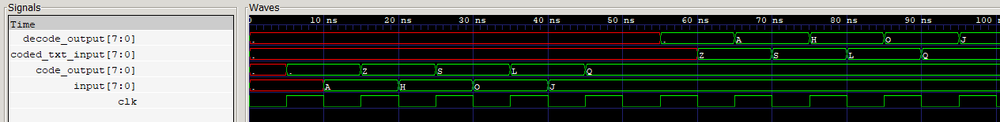 Signals
Waves
Time
0 10 ns 20 ns 30 ns 40 ns 50 ns 60 ns 70 ns 80 ns 90 ns 100
decode_output[7:0] . . A H O J
coded_txt_input[7:0] . Z S L Q
code_output[7:0] . . Z S L Q
input[7:0] . A H O J
clk